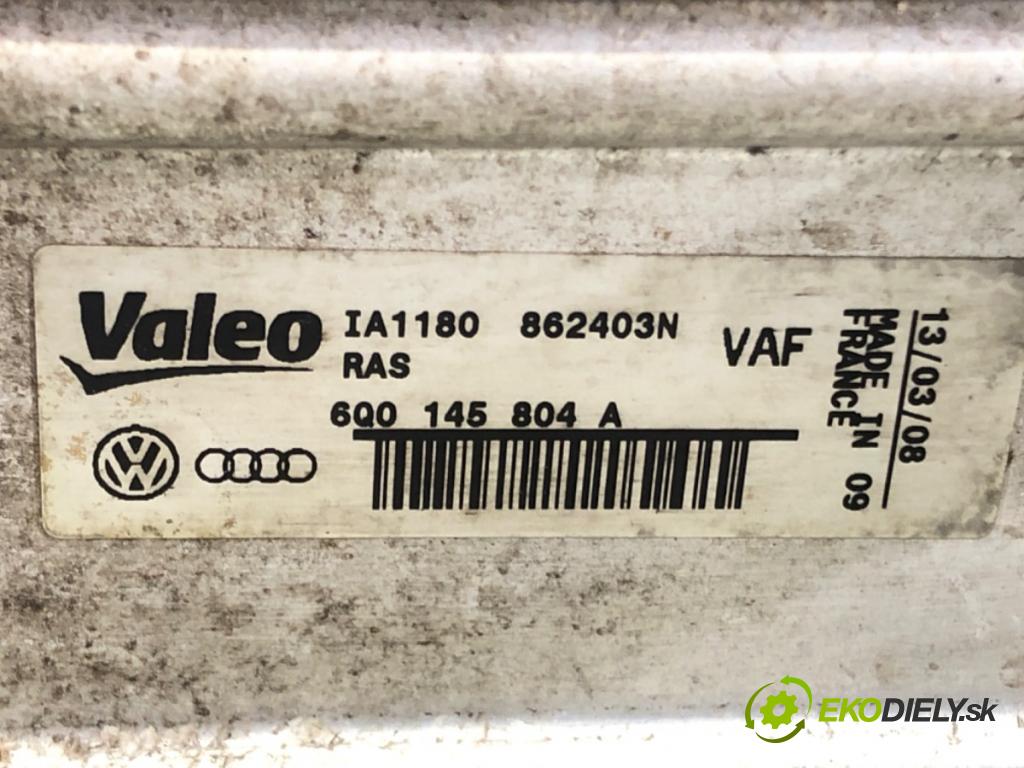 Valeo
IA1180 862403N
RAS
VAF
6Q0 145 804 A
13/03/08
MADE IN 09
FRANCE
EKODIELY.sk